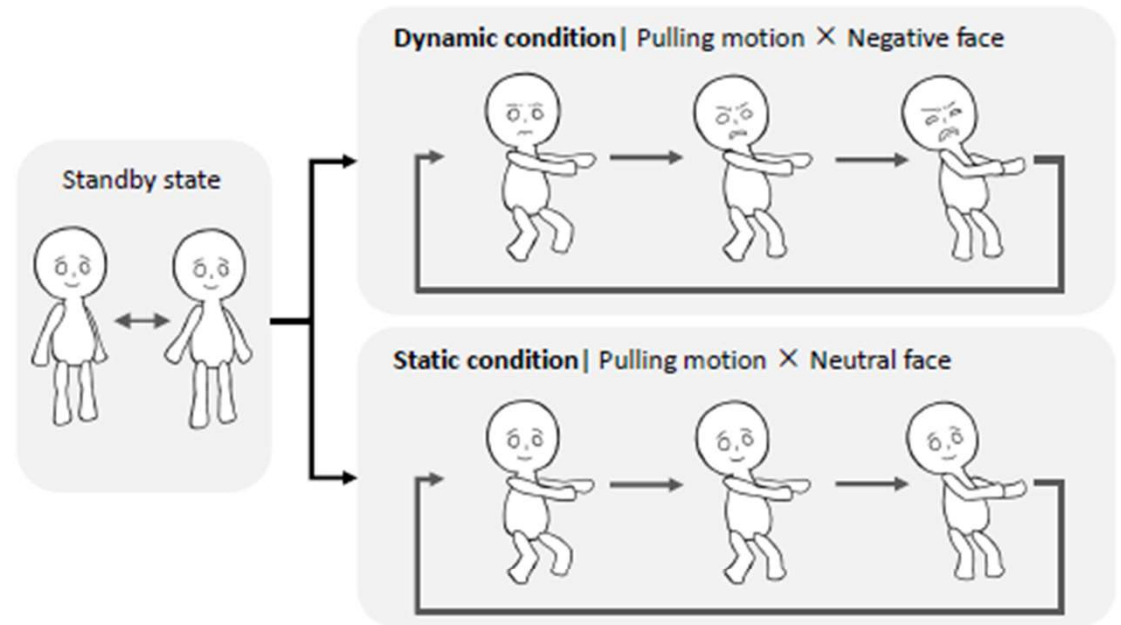 Dynamic condition| Pulling motion × Negative face
Standby state
Static condition| Pulling motion × Neutral face